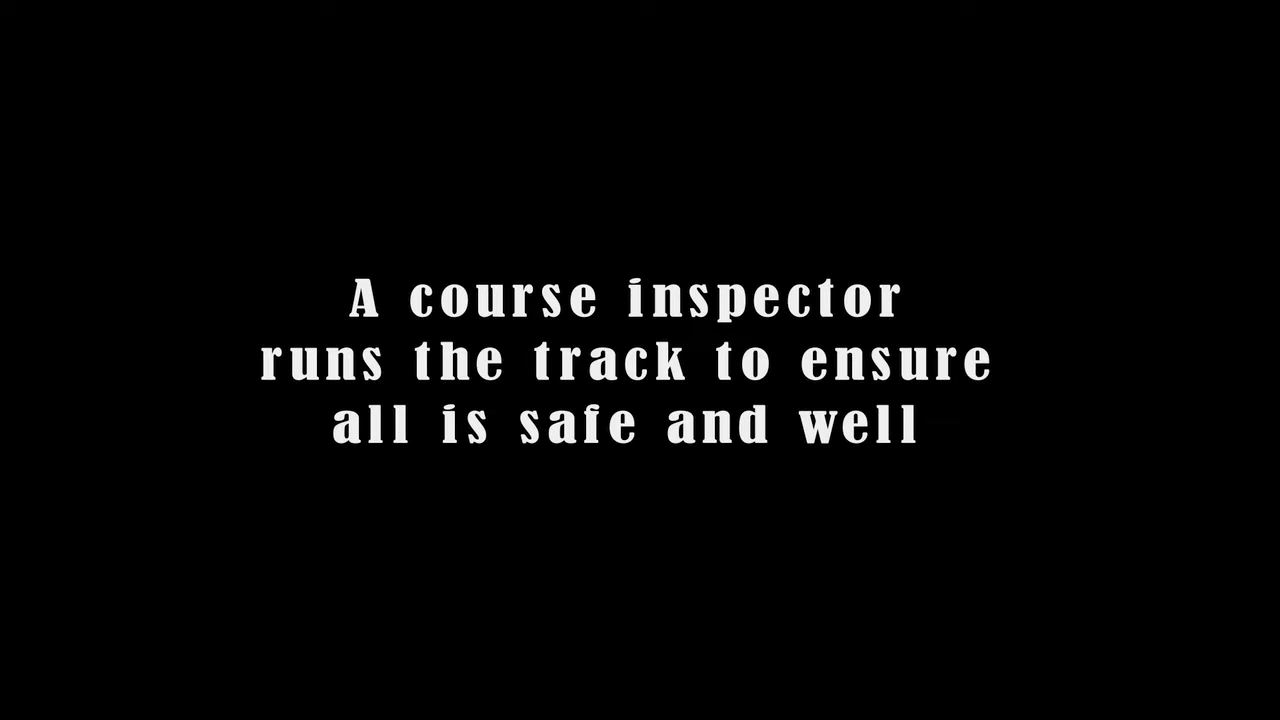 A course inspector
runs the track to ensure
all is safe and well